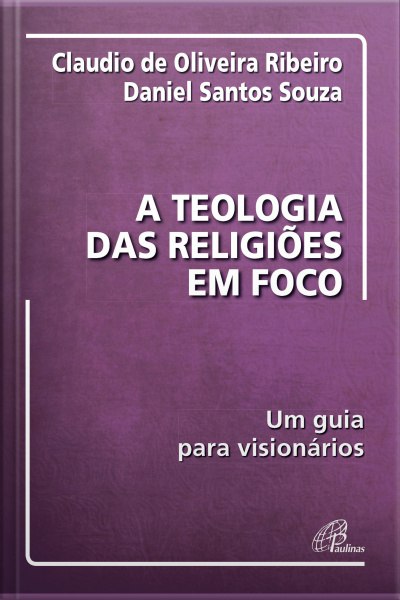 Claudio de Oliveira Ribeiro
Daniel Santos Souza
A TEOLOGIA
DAS RELIGIÕES
EM FOCO
Um guia
para visionários
Paulinas